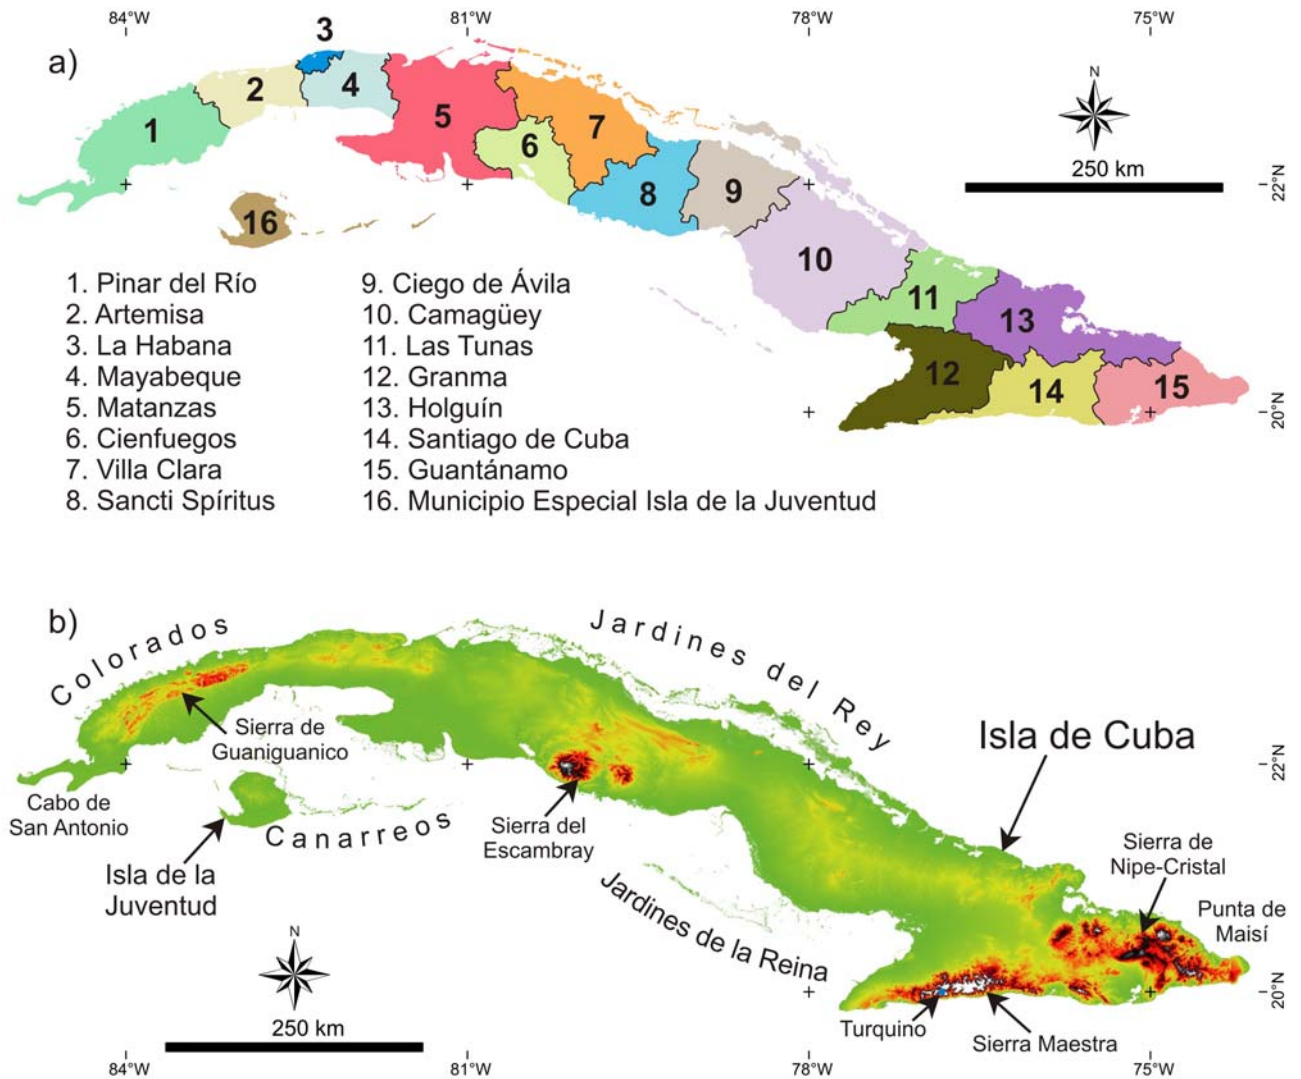 84°W
81°W
78°W
75°W
a)
3
2
4
1
5
7
6
8
9
16
10
11
13
12
14
15
N
250 km
22°N
20°N
1. Pinar del Río
2. Artemisa
3. La Habana
4. Mayabeque
5. Matanzas
6. Cienfuegos
7. Villa Clara
8. Sancti Spíritus
9. Ciego de Ávila
10. Camagüey
11. Las Tunas
12. Granma
13. Holguín
14. Santiago de Cuba
15. Guantánamo
16. Municipio Especial Isla de la Juventud
b)
Colorados
Jardines del Rey
Sierra de
Guaniguanico
Isla de Cuba
22°N
Cabo de
San Antonio
Canarreos
Sierra del
Escambray
Isla de la
Juventud
Jardines de la Reina
Sierra de
Nipe-Cristal
Punta de
Maisí
N
250 km
20°N
Turquino
Sierra Maestra
84°W
81°W
78°W
75°W